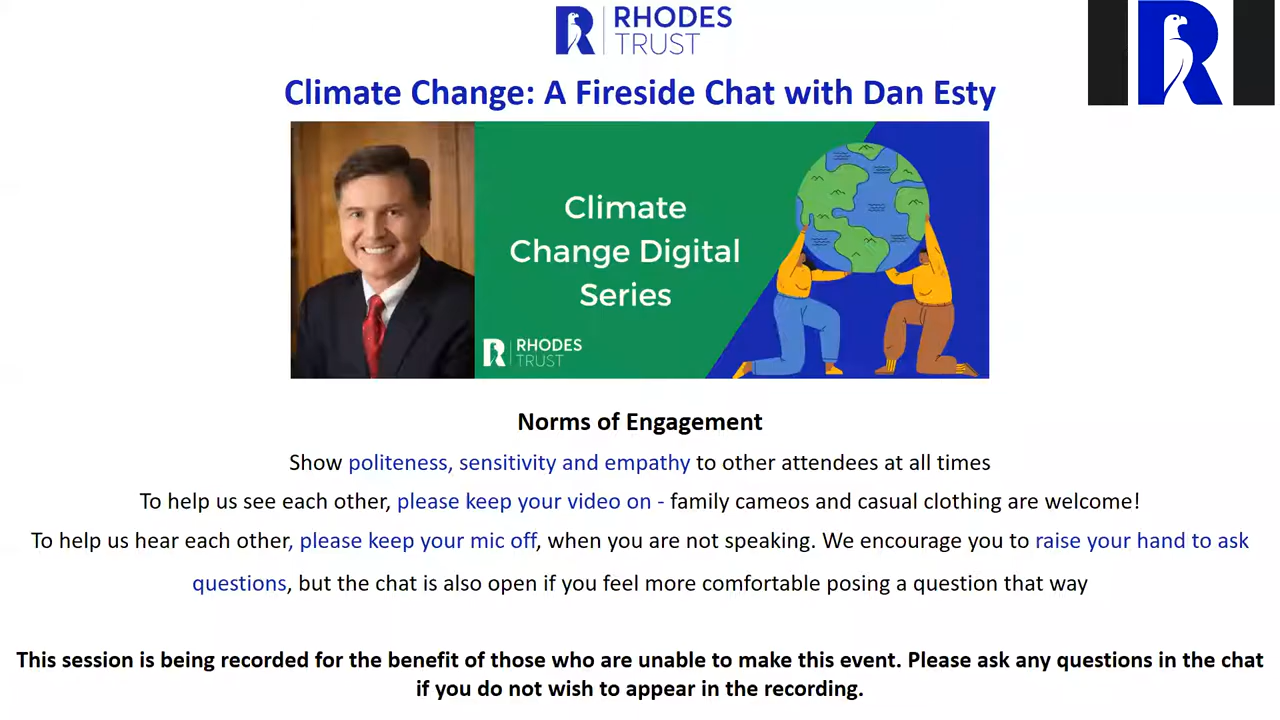 RHODES
TRUST
Climate Change: A Fireside Chat with Dan Esty
Climate
Change Digital
Series
RHODES
TRUST
Norms of Engagement
Show politeness, sensitivity and empathy to other attendees at all times
To help us see each other, please keep your video on - family cameos and casual clothing are welcome!
To help us hear each other, please keep your mic off, when you are not speaking. We encourage you to raise your hand to ask
questions, but the chat is also open if you feel more comfortable posing a question that way
This session is being recorded for the benefit of those who are unable to make this event. Please ask any questions in the chat
if you do not wish to appear in the recording.